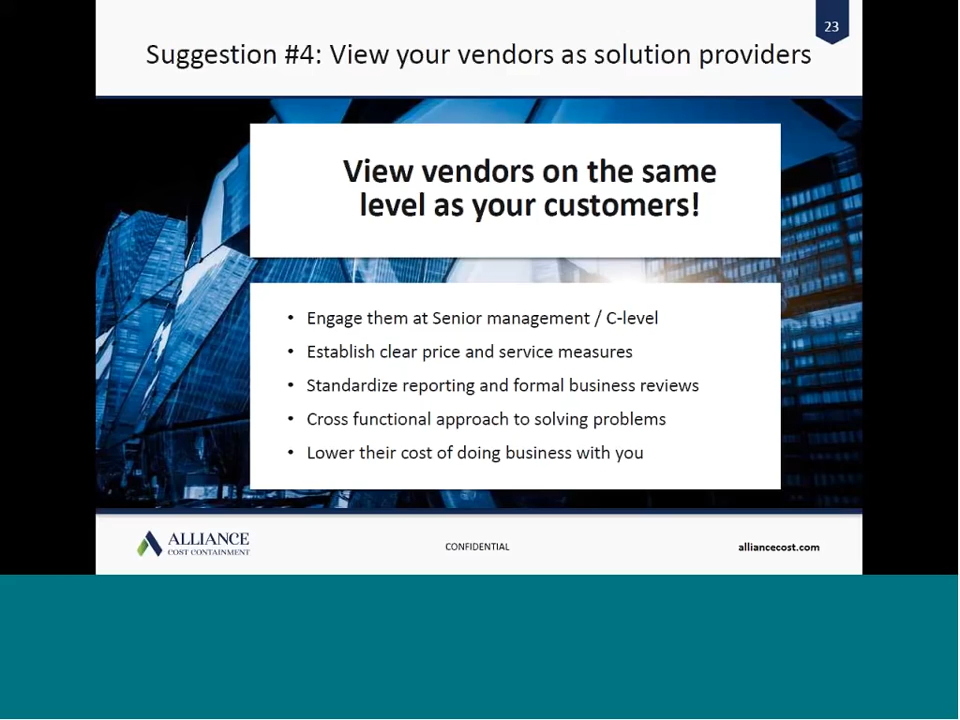 23
Suggestion #4: View your vendors as solution providers
View vendors on the same
level as your customers!
• Engage them at Senior management / C-level
• Establish clear price and service measures
• Standardize reporting and formal business reviews
• Cross functional approach to solving problems
• Lower their cost of doing business with you
ALLIANCE
COST CONTAINMENT
CONFIDENTIAL
alliancecost.com